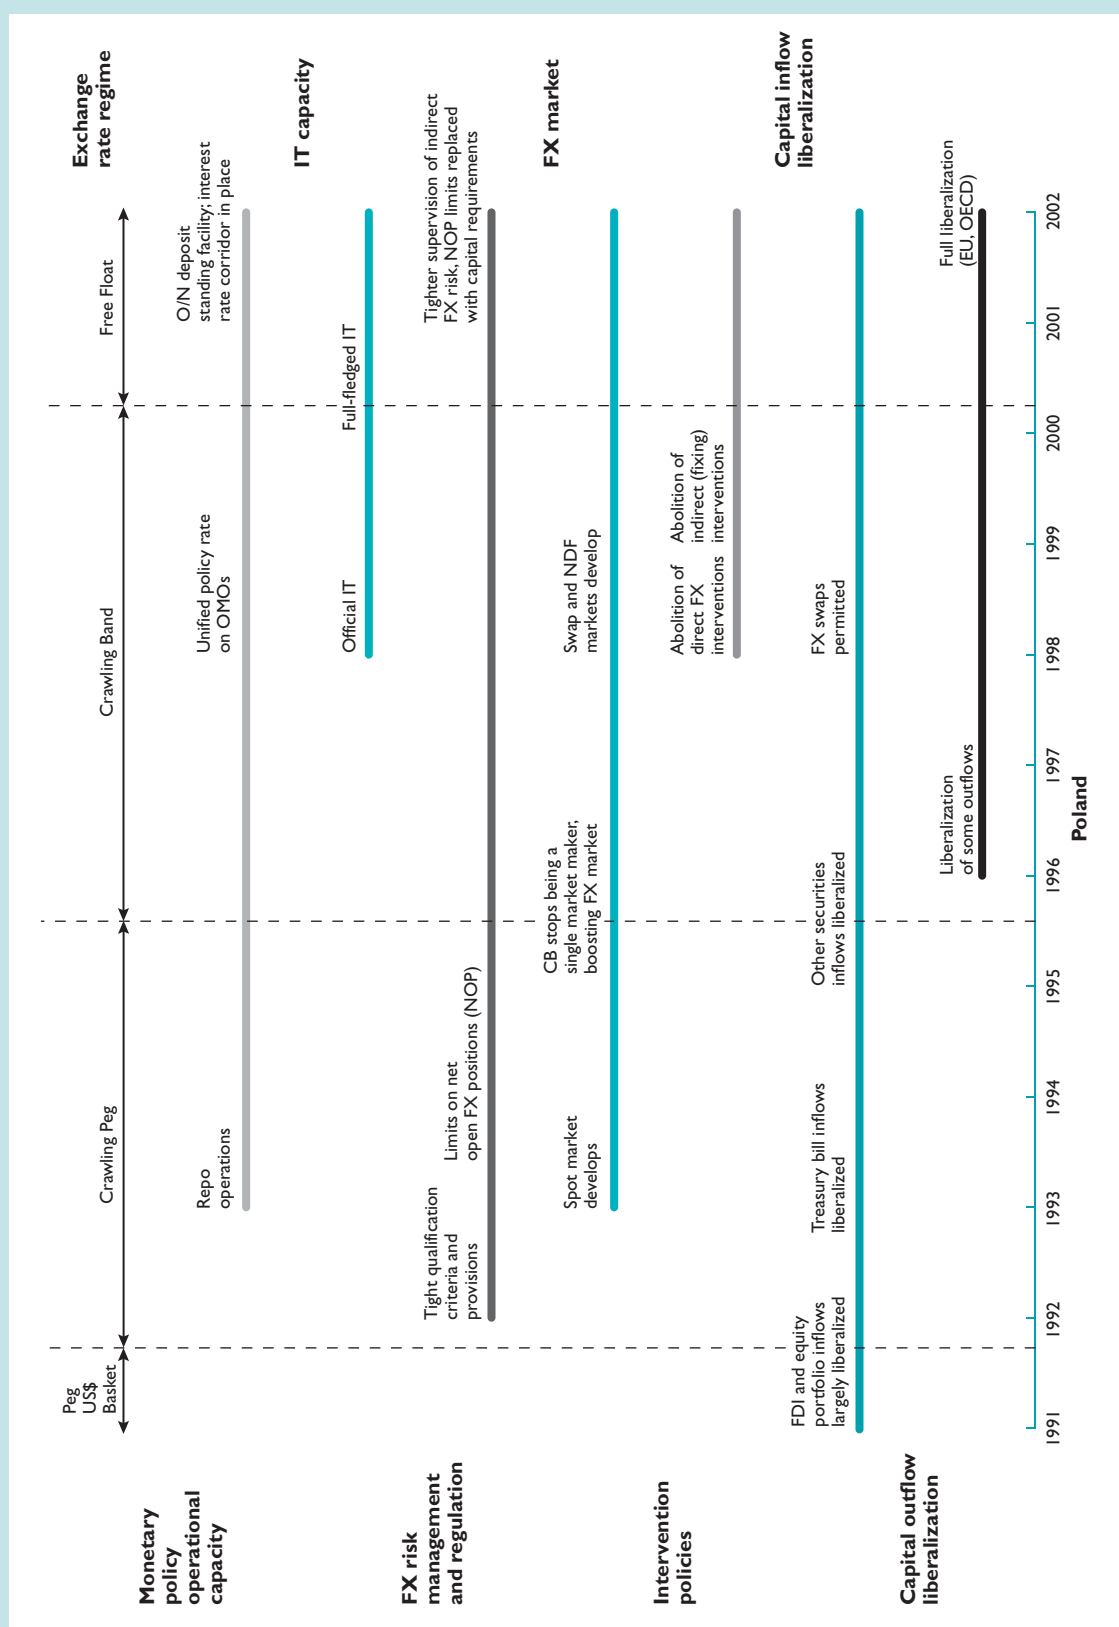 Exchange
rate regime
Peg
US$
Basket
Crawling Peg
Crawling Band
Free Float
Monetary
policy
operational
capacity
Repo
operations
Unified policy rate
on OMOs
O/N deposit
standing facility; interest
rate corridor in place
IT capacity
Official IT
Full-fledged IT
FX risk
management
and regulation
Tight qualification
criteria and
provisions
Limits on net
open FX positions (NOP)
Tighter supervision of indirect
FX risk, NOP limits replaced
with capital requirements
FX market
Spot market
develops
CB stops being a
single market maker,
boosting FX market
Swap and NDF
markets develop
Intervention
policies
Abolition of
direct FX
interventions
Abolition of
indirect (fixing)
interventions
Capital inflow
liberalization
FDI and equity
portfolio inflows
largely liberalized
Treasury bill inflows
liberalized
Other securities
inflows liberalized
FX swaps
permitted
Capital outflow
liberalization
Liberalization
of some outflows
Full liberalization
(EU, OECD)
1991 1992 1993 1994 1995 1996 1997 1998 1999 2000 2001 2002
Poland